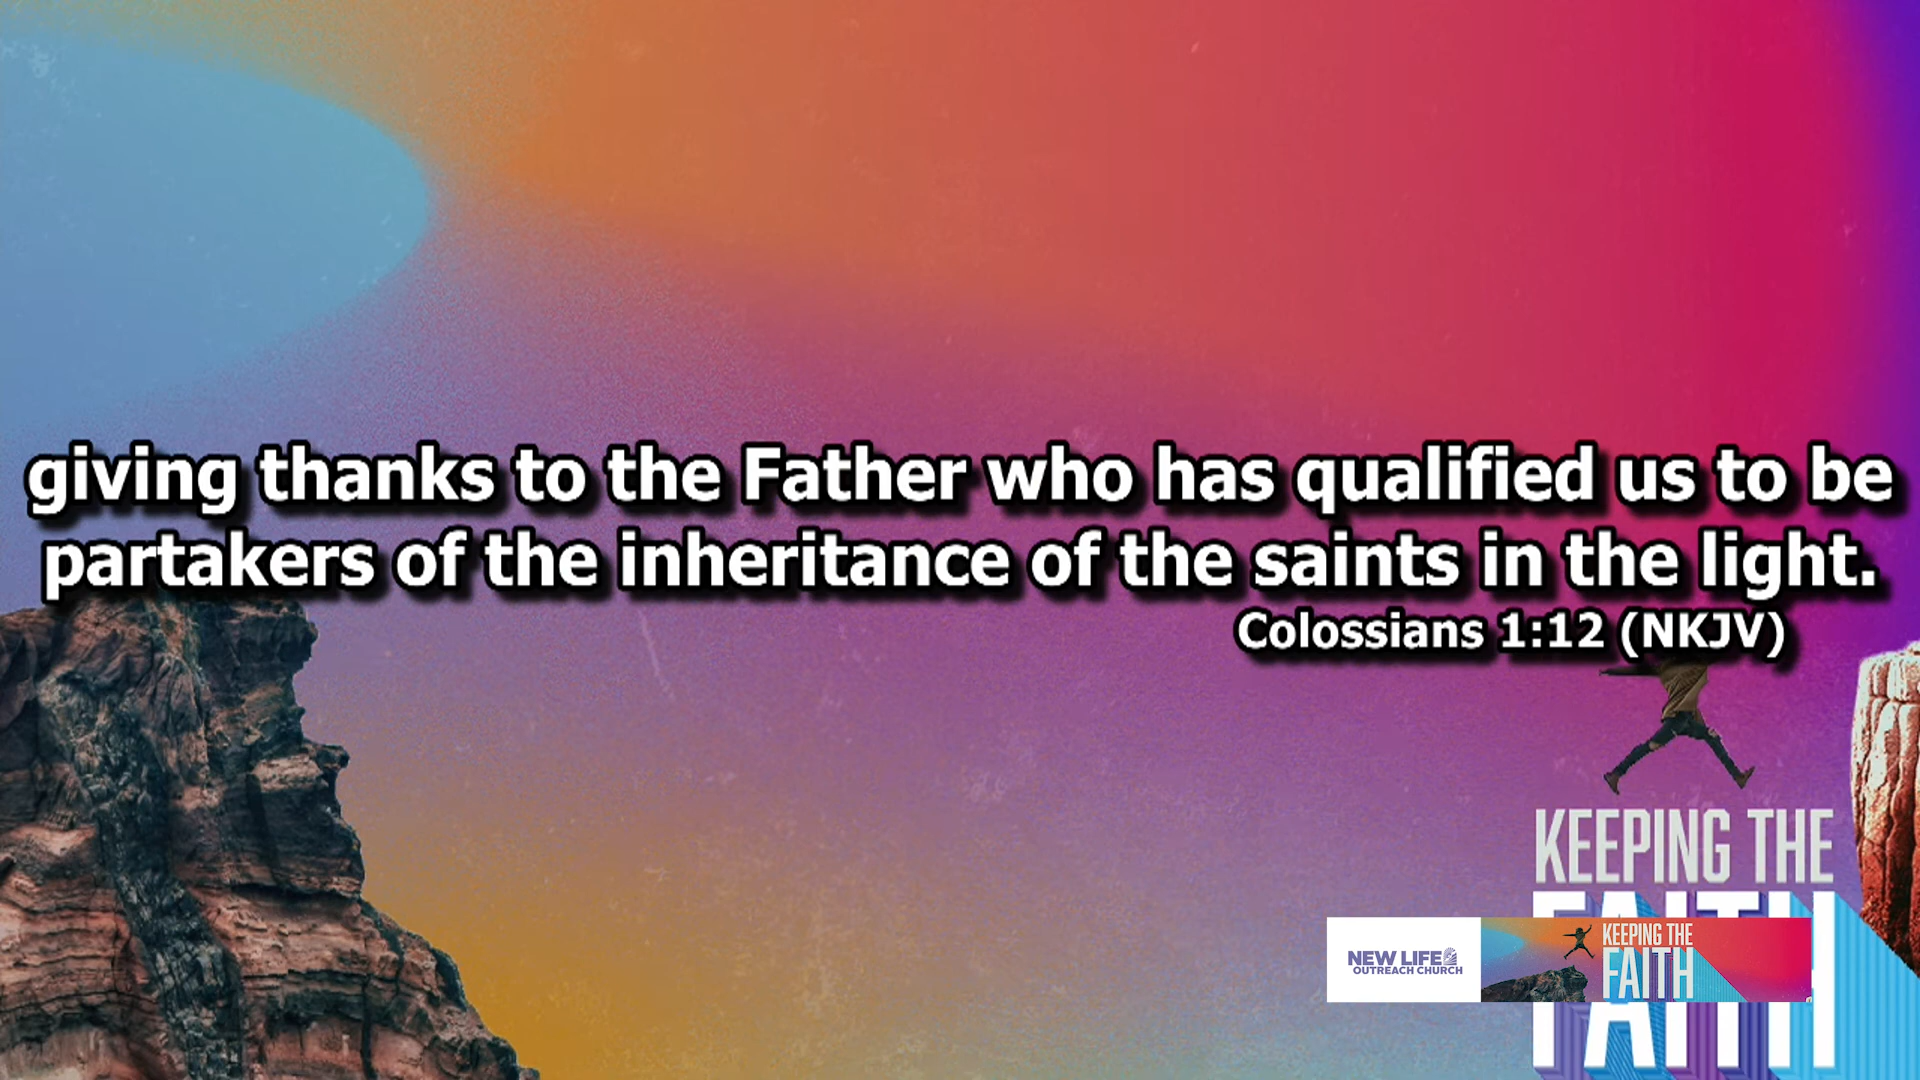 giving thanks to the Father who has qualified us to be
partakers of the inheritance of the saints in the light.
Colossians 1:12 (NKJV)
KEEPING THE
FAITH
NEW LIFE
OUTREACH CHURCH
KEEPING THE
FAITH